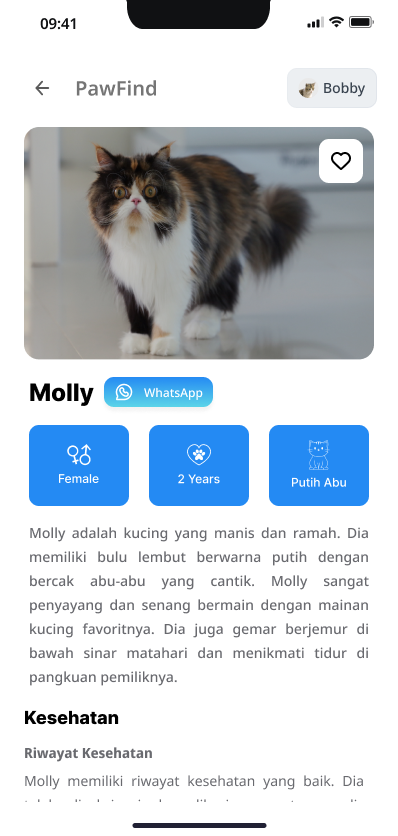 09:41
PawFind
Bobby
Molly
WhatsApp
Female
2 Years
Putih Abu
Molly adalah kucing yang manis dan ramah. Dia
memiliki bulu lembut berwarna putih dengan
bercak abu-abu yang cantik. Molly sangat
penyayang dan senang bermain dengan mainan
kucing favoritnya. Dia juga gemar berjemur di
bawah sinar matahari dan menikmati tidur di
pangkuan pemiliknya.
Kesehatan
Riwayat Kesehatan
Molly memiliki riwayat kesehatan yang baik. Dia